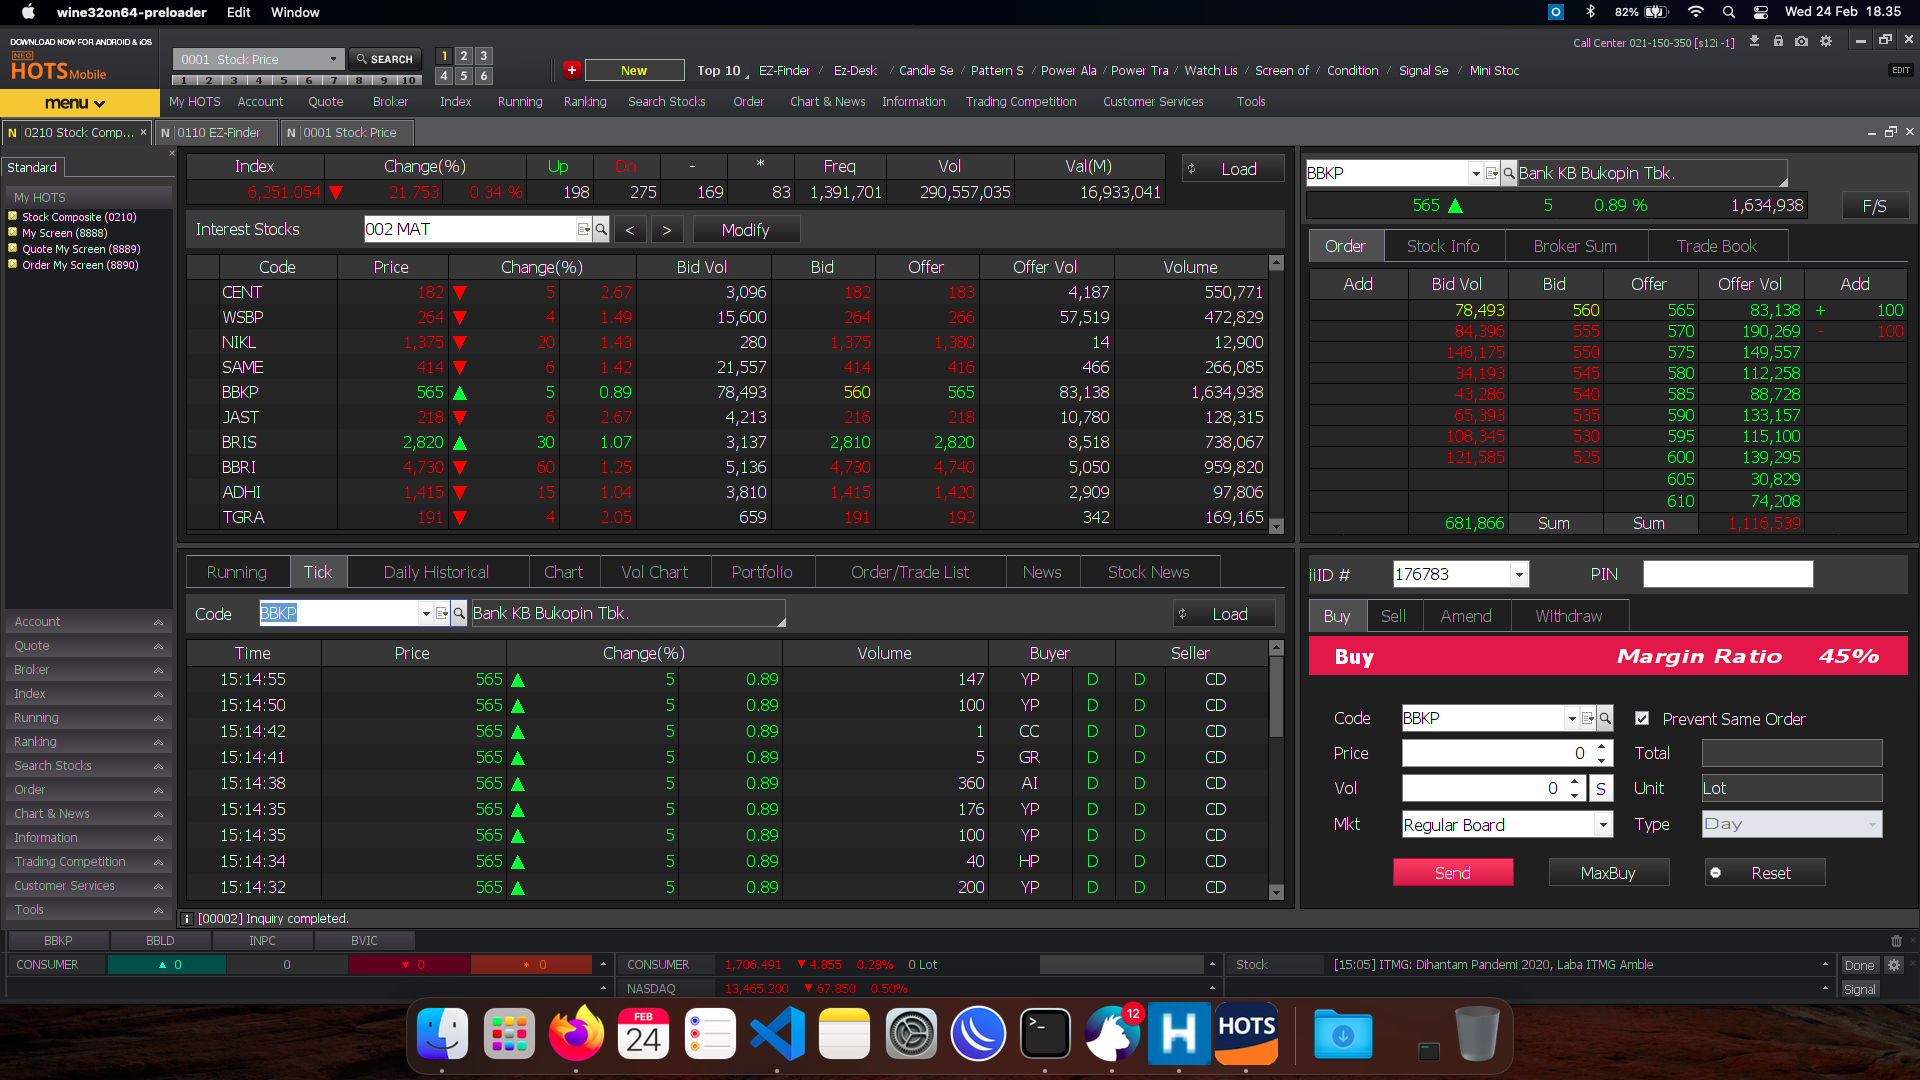 wine32on64-preloader Edit Window 82% Wed 24 Feb 18.35
DOWNLOAD NOW FOR ANDROID & iOS
NEO
HOTS Mobile
0001 Stock Price SEARCH
1 2 3 4 5 6 7 8 9 10
1 2 3
4 5 6
New Top 10 EZ-Finder / Ez-Desk / Candle Se / Pattern S / Power Ala / Power Tra / Watch Lis / Screen of / Condition / Signal Se / Mini Stoc
Call Center 021-150-350 [s12i -1]
EDIT
menu My HOTS Account Quote Broker Index Running Ranking Search Stocks Order Chart & News Information Trading Competition Customer Services Tools
N 0210 Stock Comp... × N 0110 EZ-Finder N 0001 Stock Price
Standard
My HOTS
Stock Composite (0210)
My Screen (8888)
Quote My Screen (8889)
Order My Screen (8890)
Account
Quote
Broker
Index
Running
Ranking
Search Stocks
Order
Chart & News
Information
Trading Competition
Customer Services
Tools
Index Change(%) Up Dn - * Freq Vol Val(M)
6,251.054 ▼ 21.753 0.34 % 198 275 169 83 1,391,701 290,557,035 16,933,041
Load
Interest Stocks 002 MAT < > Modify
Code Price Change(%) Bid Vol Bid Offer Offer Vol Volume
CENT 182 ▼ 5 2.67 3,096 182 183 4,187 550,771
WSBP 264 ▼ 4 1.49 15,600 264 266 57,519 472,829
NIKL 1,375 ▼ 20 1.43 280 1,375 1,380 14 12,900
SAME 414 ▼ 6 1.42 21,557 414 416 466 266,085
BBKP 565 ▲ 5 0.89 78,493 560 565 83,138 1,634,938
JAST 218 ▼ 6 2.67 4,213 216 218 10,780 128,315
BRIS 2,820 ▲ 30 1.07 3,137 2,810 2,820 8,518 738,067
BBRI 4,730 ▼ 60 1.25 5,136 4,730 4,740 5,050 959,820
ADHI 1,415 ▼ 15 1.04 3,810 1,415 1,420 2,909 97,806
TGRA 191 ▼ 4 2.05 659 191 192 342 169,165
BBKP Bank KB Bukopin Tbk.
565 ▲ 5 0.89 % 1,634,938 F/S
Order Stock Info Broker Sum Trade Book
Add Bid Vol Bid Offer Offer Vol Add
78,493 560 565 83,138 + 100
84,396 555 570 190,269 - 100
146,175 550 575 149,557
34,193 545 580 112,258
43,286 540 585 88,728
65,393 535 590 133,157
108,345 530 595 115,100
121,585 525 600 139,295
605 30,829
610 74,208
681,866 Sum Sum 1,116,539
Running Tick Daily Historical Chart Vol Chart Portfolio Order/Trade List News Stock News
Code BBKP Bank KB Bukopin Tbk. Load
Time Price Change(%) Volume Buyer Seller
15:14:55 565 ▲ 5 0.89 147 YP D D CD
15:14:50 565 ▲ 5 0.89 100 YP D D CD
15:14:42 565 ▲ 5 0.89 1 CC D D CD
15:14:41 565 ▲ 5 0.89 5 GR D D CD
15:14:38 565 ▲ 5 0.89 360 AI D D CD
15:14:35 565 ▲ 5 0.89 176 YP D D CD
15:14:35 565 ▲ 5 0.89 100 YP D D CD
15:14:34 565 ▲ 5 0.89 40 HP D D CD
15:14:32 565 ▲ 5 0.89 200 YP D D CD
iiID # 176783 PIN
Buy Sell Amend Withdraw
Buy Margin Ratio 45%
Code BBKP Prevent Same Order
Price 0 Total
Vol 0 S Unit Lot
Mkt Regular Board Type Day
Send MaxBuy Reset
[00002] Inquiry completed.
BBKP BBLD INPC BVIC
CONSUMER ▲ 0 0 ▼ 0 * 0 CONSUMER 1,706.491 ▼ 4.855 0.28% 0 Lot Stock [15:05] ITMG: Dihantam Pandemi 2020, Laba ITMG Amble Done
NASDAQ 13,465.200 ▼ 67.850 0.50% Signal
FEB
24
12
H
HOTS